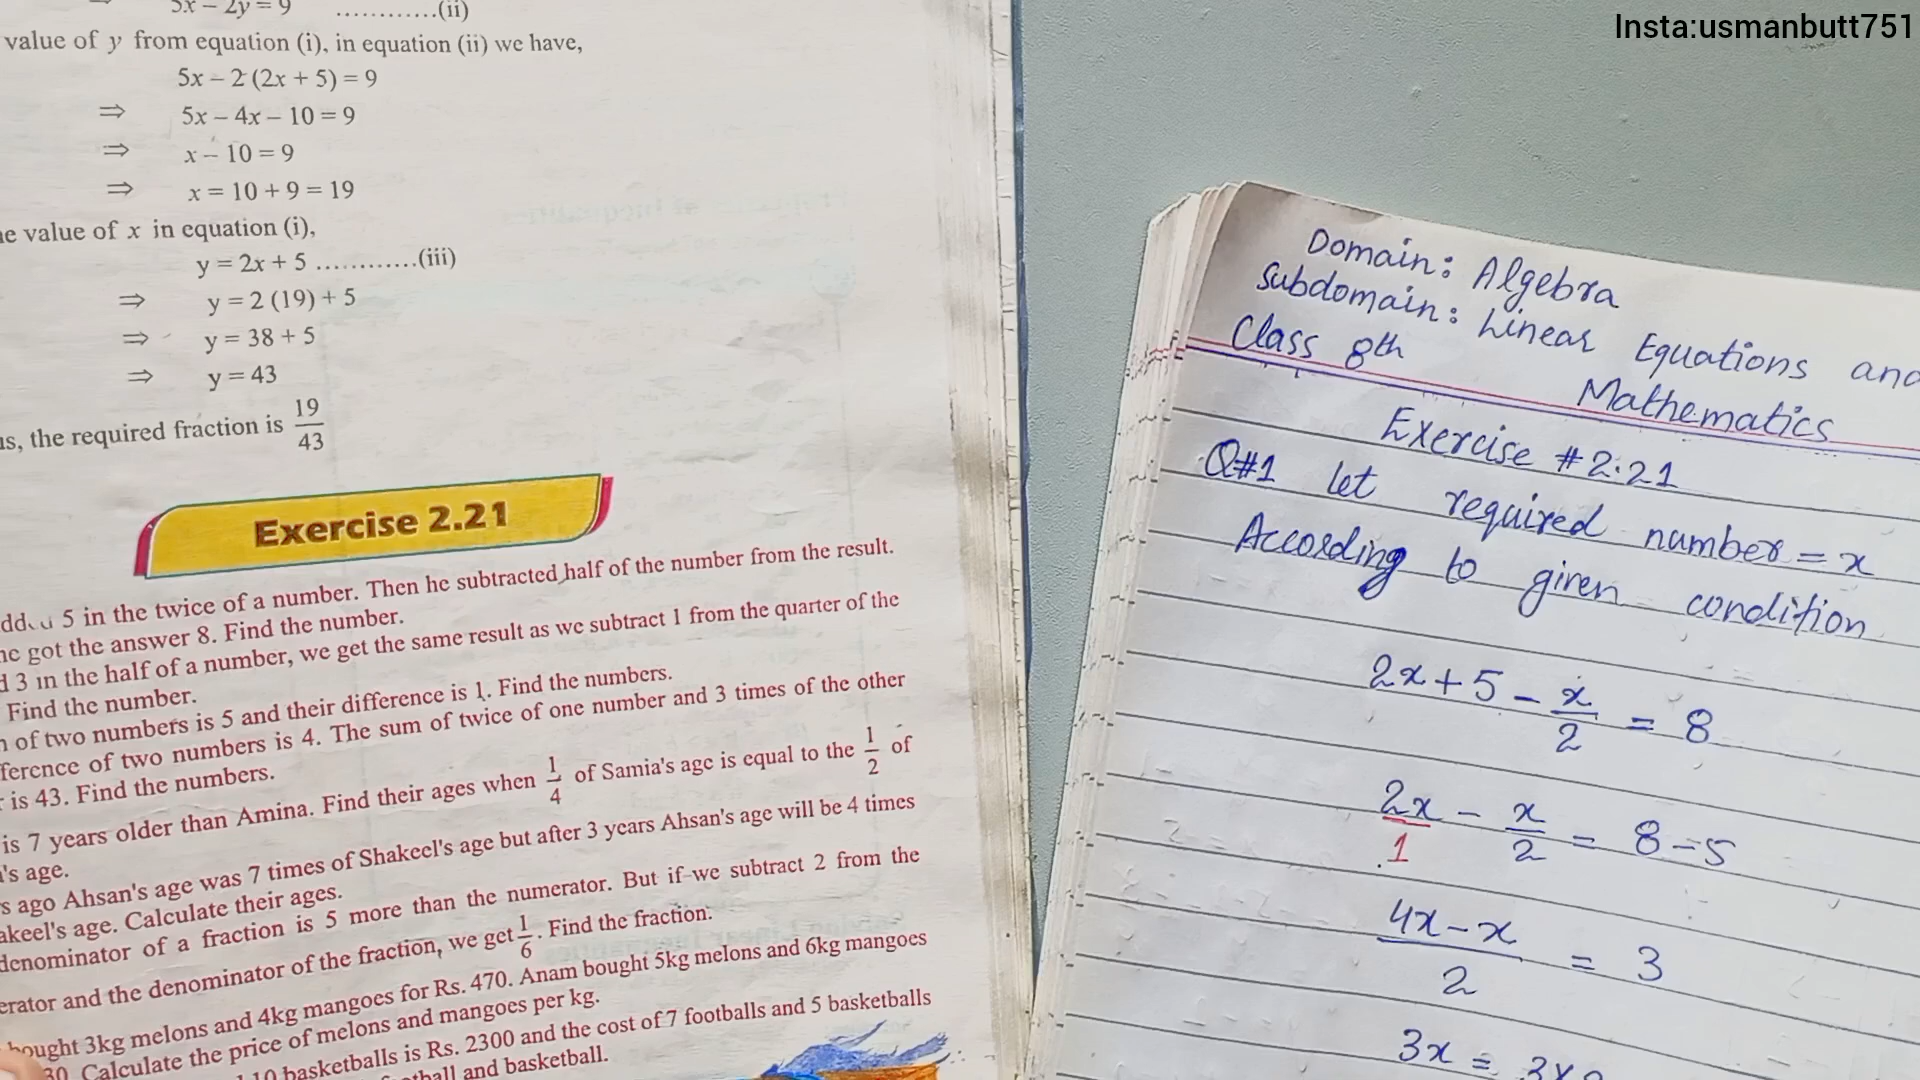 5x – 2y = 9 ............(ii)
value of y from equation (i), in equation (ii) we have,
5x – 2 (2x + 5) = 9
⇒ 5x – 4x – 10 = 9
⇒ x – 10 = 9
⇒ x = 10 + 9 = 19
value of x in equation (i),
y = 2x + 5 ............(iii)
⇒ y = 2 (19) + 5
⇒ y = 38 + 5
⇒ y = 43
the required fraction is 19/43
Exercise 2.21
5 in the twice of a number. Then he subtracted half of the number from the result.
got the answer 8. Find the number.
3 in the half of a number, we get the same result as we subtract 1 from the quarter of the
Find the number.
of two numbers is 5 and their difference is 1. Find the numbers.
of two numbers is 4. The sum of twice of one number and 3 times of the other
is 43. Find the numbers.
is 7 years older than Amina. Find their ages when 1/4 of Samia's age is equal to the 1/2 of
's age.
ago Ahsan's age was 7 times of Shakeel's age but after 3 years Ahsan's age will be 4 times
akeel's age. Calculate their ages.
denominator of a fraction is 5 more than the numerator. But if we subtract 2 from the
erator and the denominator of the fraction, we get 1/6. Find the fraction.
bought 3kg melons and 4kg mangoes for Rs. 470. Anam bought 5kg melons and 6kg mangoes
30. Calculate the price of melons and mangoes per kg.
10 basketballs is Rs. 2300 and the cost of 7 footballs and 5 basketballs
and basketball.
Insta:usmanbutt751
Domain: Algebra
Subdomain: Linear Equations and
Class 8th Mathematics
Exercise # 2.21
Q#1 let required number = x
According to given condition
2x + 5 – x/2 = 8
2x/1 – x/2 = 8 – 5
4x – x/2 = 3
3x = 3x2